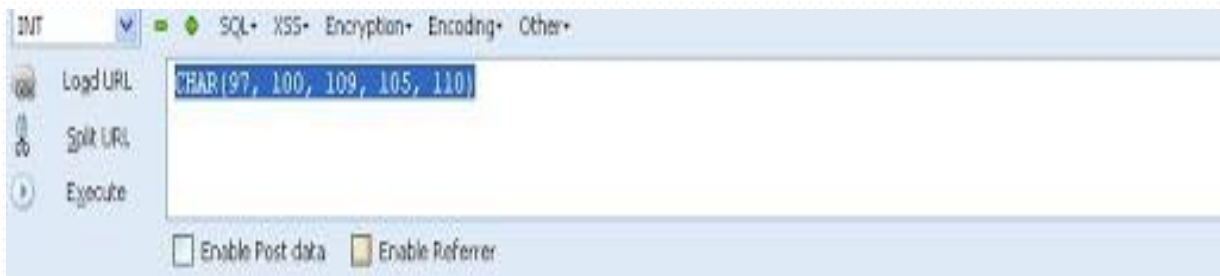 INT SQL+ XSS+ Encryption+ Encoding+ Other+
Load URL
CHAR(97, 100, 109, 105, 110)
Split URL
Execute
Enable Post data Enable Referrer